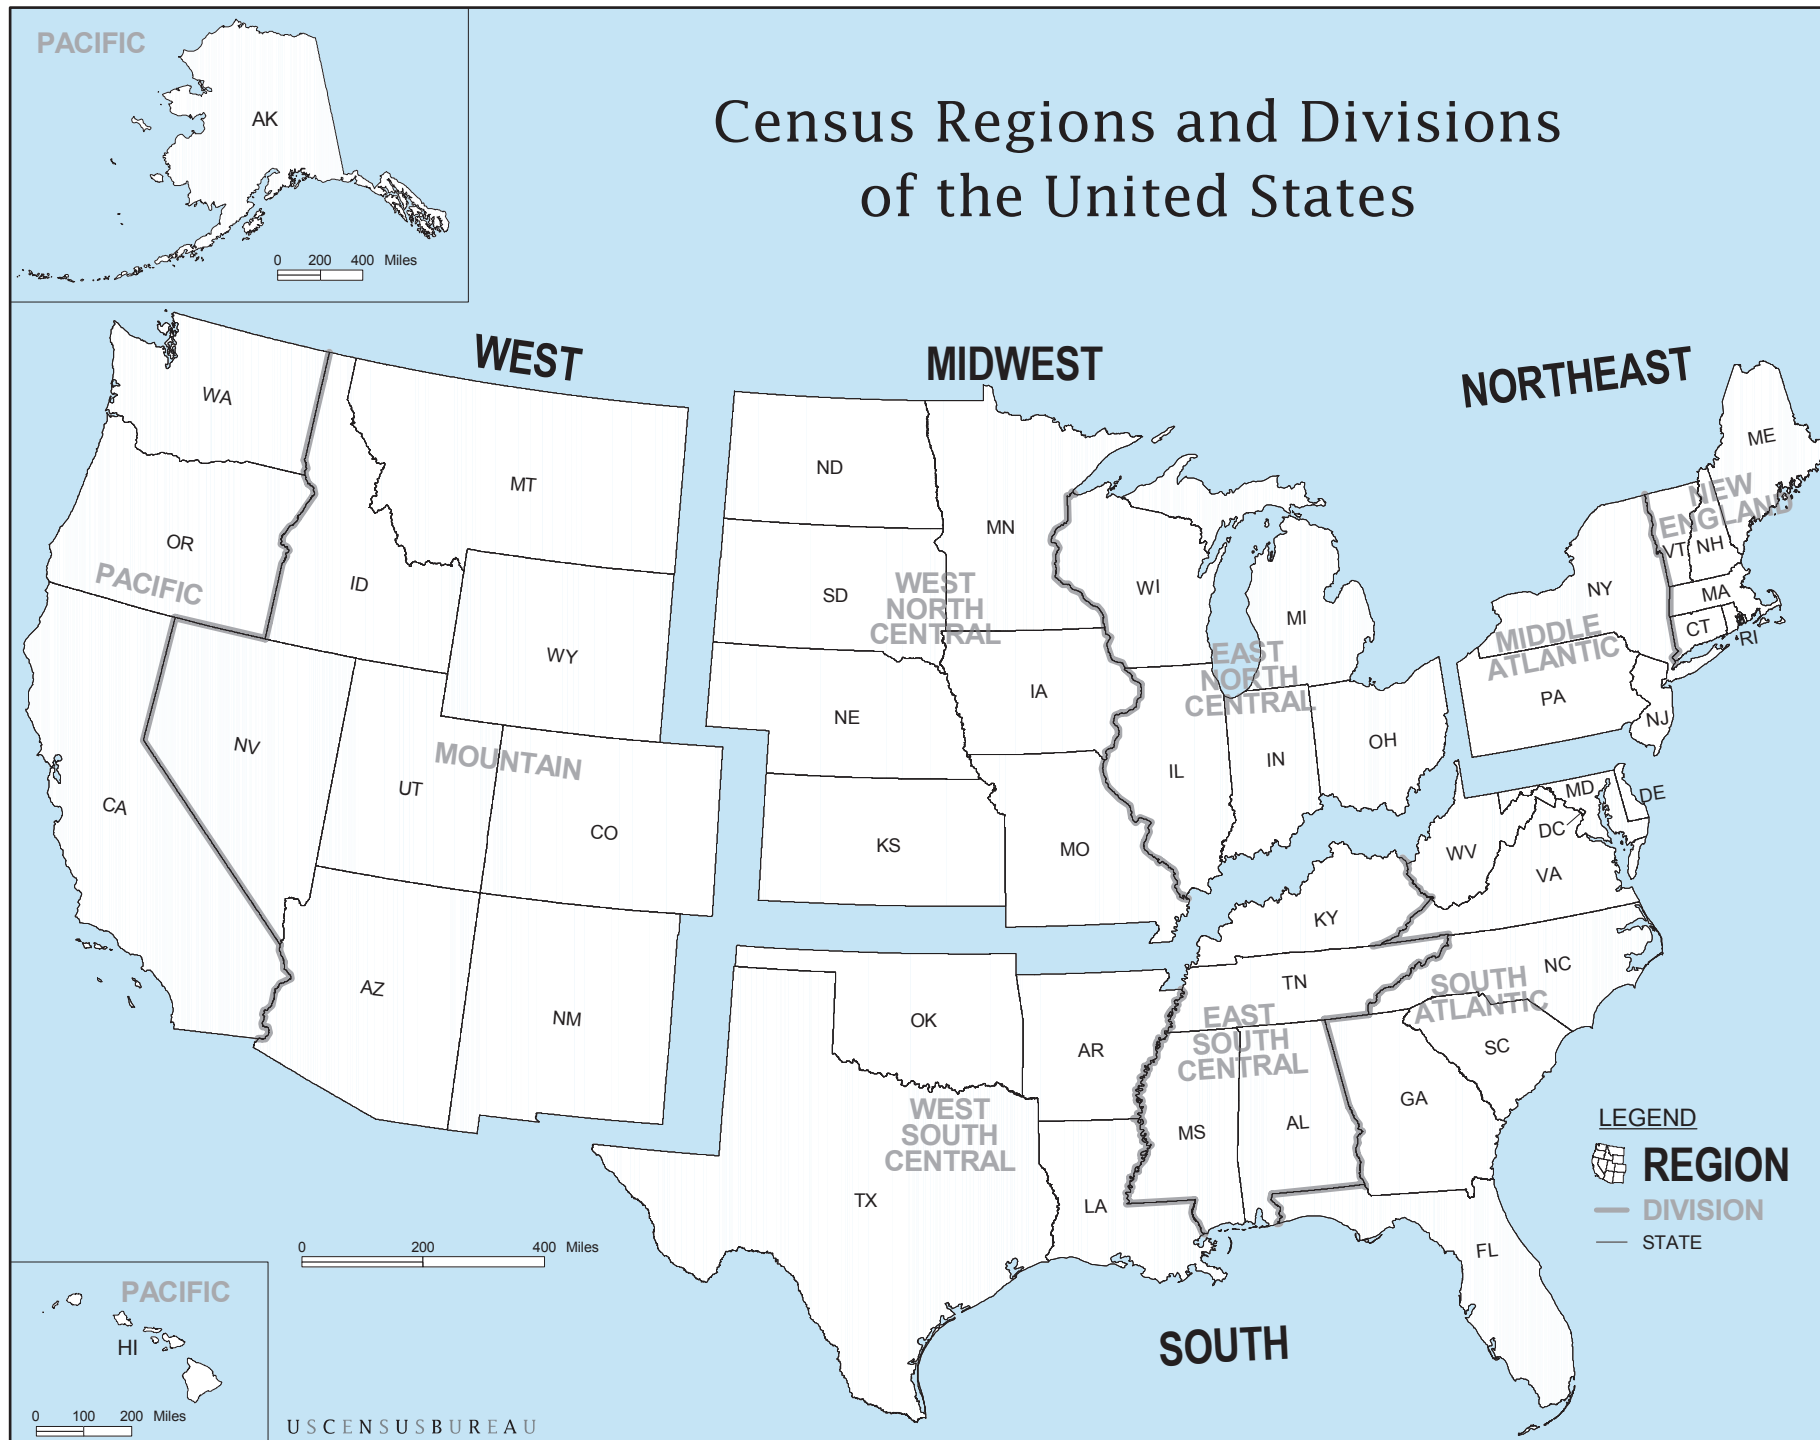 PACIFIC
AK
0 200 400 Miles
Census Regions and Divisions
of the United States
WEST
MIDWEST
NORTHEAST
WA
MT
OR
ID
PACIFIC
WY
NV
UT
MOUNTAIN
CO
CA
AZ
NM
ND
MN
SD
WEST
NORTH
CENTRAL
WI
MI
NE
IA
EAST
NORTH
CENTRAL
KS
MO
IL
IN
OH
ME
NEW
ENGLAND
VT
NH
NY
MA
CT
RI
MIDDLE
ATLANTIC
PA
NJ
MD
DE
DC
WV
VA
KY
TN
NC
SOUTH
ATLANTIC
SC
GA
FL
EAST
SOUTH
CENTRAL
MS
AL
OK
AR
WEST
SOUTH
CENTRAL
TX
LA
SOUTH
LEGEND
REGION
DIVISION
STATE
0 200 400 Miles
PACIFIC
HI
0 100 200 Miles
USCENSUSBUREAU